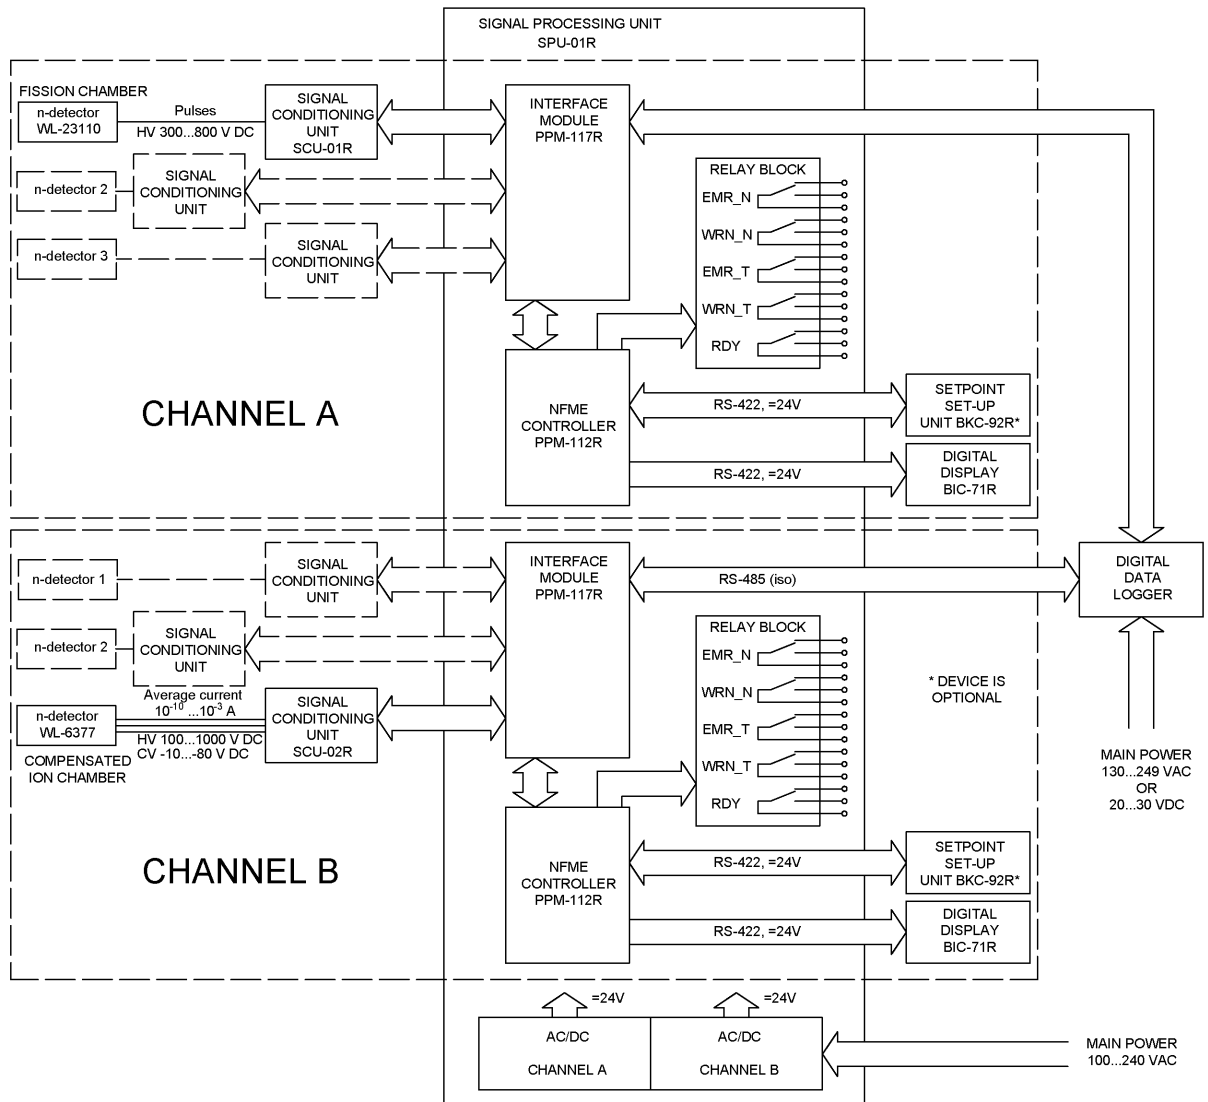 SIGNAL PROCESSING UNIT
SPU-01R
FISSION CHAMBER
n-detector
WL-23110
Pulses
HV 300...800 V DC
SIGNAL
CONDITIONING
UNIT
SCU-01R
INTERFACE
MODULE
PPM-117R
n-detector 2
SIGNAL
CONDITIONING
UNIT
n-detector 3
SIGNAL
CONDITIONING
UNIT
RELAY BLOCK
EMR_N
WRN_N
EMR_T
WRN_T
RDY
CHANNEL A
NFME
CONTROLLER
PPM-112R
RS-422, =24V
SETPOINT
SET-UP
UNIT BKC-92R*
RS-422, =24V
DIGITAL
DISPLAY
BIC-71R
n-detector 1
SIGNAL
CONDITIONING
UNIT
INTERFACE
MODULE
PPM-117R
RS-485 (iso)
DIGITAL
DATA
LOGGER
n-detector 2
SIGNAL
CONDITIONING
UNIT
RELAY BLOCK
EMR_N
WRN_N
EMR_T
WRN_T
RDY
* DEVICE IS
OPTIONAL
n-detector
WL-6377
COMPENSATED
ION CHAMBER
Average current
10⁻¹⁰ ...10⁻³ A
HV 100...1000 V DC
CV -10...-80 V DC
SIGNAL
CONDITIONING
UNIT
SCU-02R
MAIN POWER
130...249 VAC
OR
20...30 VDC
CHANNEL B
NFME
CONTROLLER
PPM-112R
RS-422, =24V
SETPOINT
SET-UP
UNIT BKC-92R*
RS-422, =24V
DIGITAL
DISPLAY
BIC-71R
=24V
=24V
AC/DC
CHANNEL A
AC/DC
CHANNEL B
MAIN POWER
100...240 VAC